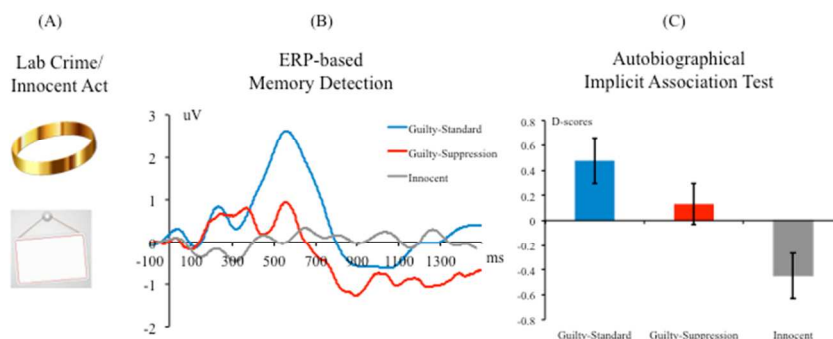 (A)
Lab Crime/
Innocent Act
(B)
ERP-based
Memory Detection
uV
3
2
1
0
-1
-2
-100 100 300 500 700 900 1100 1300 ms
Guilty-Standard
Guilty-Suppression
Innocent
(C)
Autobiographical
Implicit Association Test
D-scores
0.8
0.6
0.4
0.2
0
-0.2
-0.4
-0.6
-0.8
Guilty-Standard Guilty-Suppression Innocent